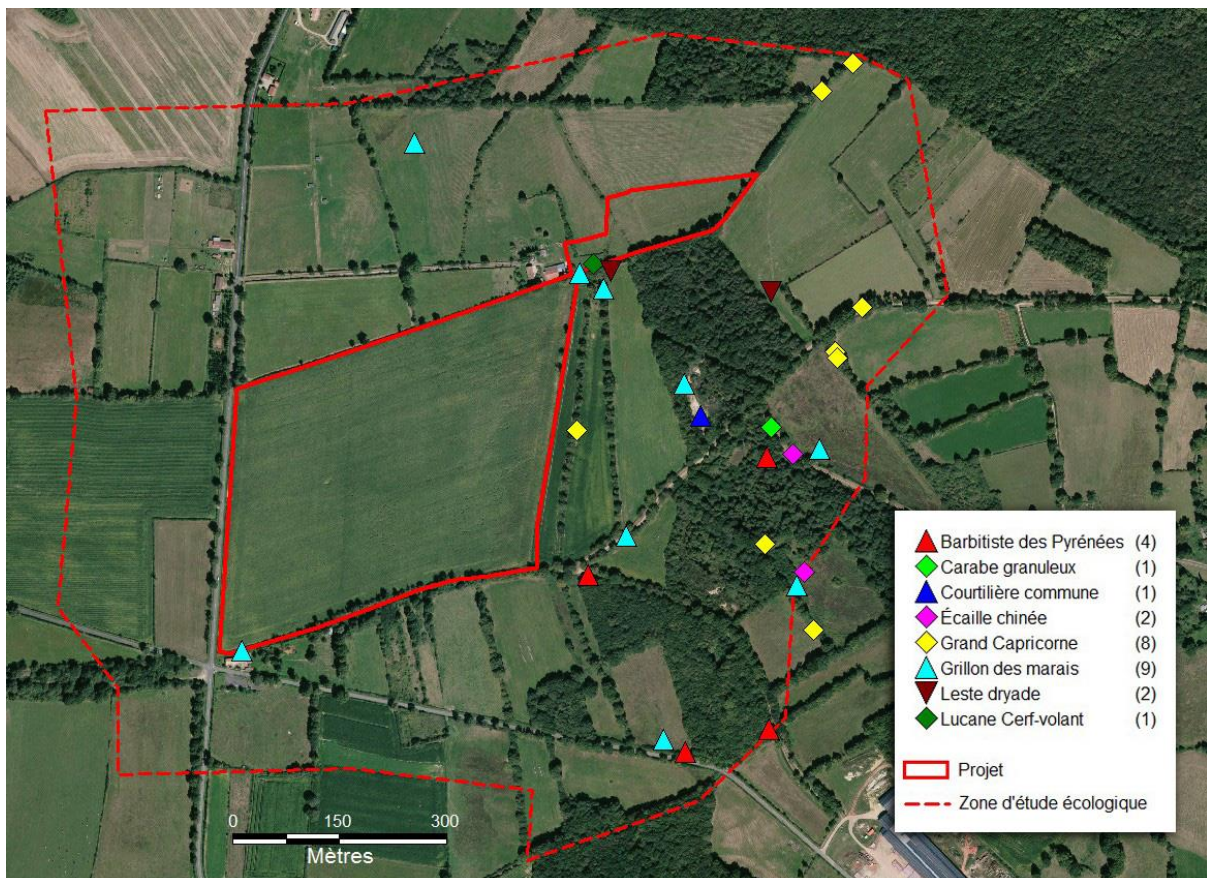 Barbitiste des Pyrénées (4)
Carabe granuleux (1)
Courtilière commune (1)
Écaille chinée (2)
Grand Capricorne (8)
Grillon des marais (9)
Leste dryade (2)
Lucane Cerf-volant (1)
Projet
Zone d'étude écologique
0 150 300
Mètres